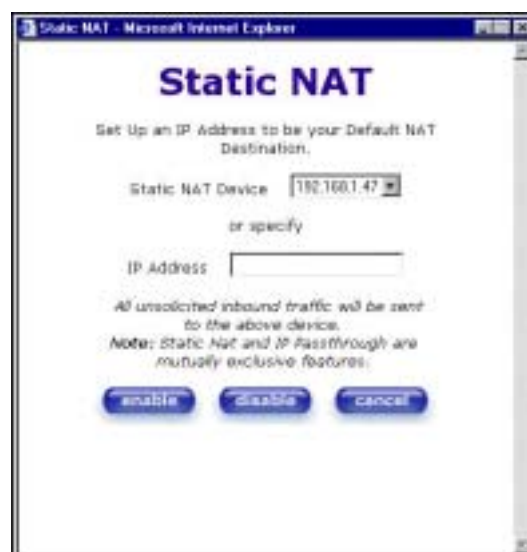 Static NAT - Microsoft Internet Explorer
Static NAT
Set Up an IP Address to be your Default NAT
Destination.
Static NAT Device 192.168.1.47
or specify
IP Address
All unsolicited inbound traffic will be sent
to the above device.
Note: Static Nat and IP Passthrough are
mutually exclusive features.
enable disable cancel